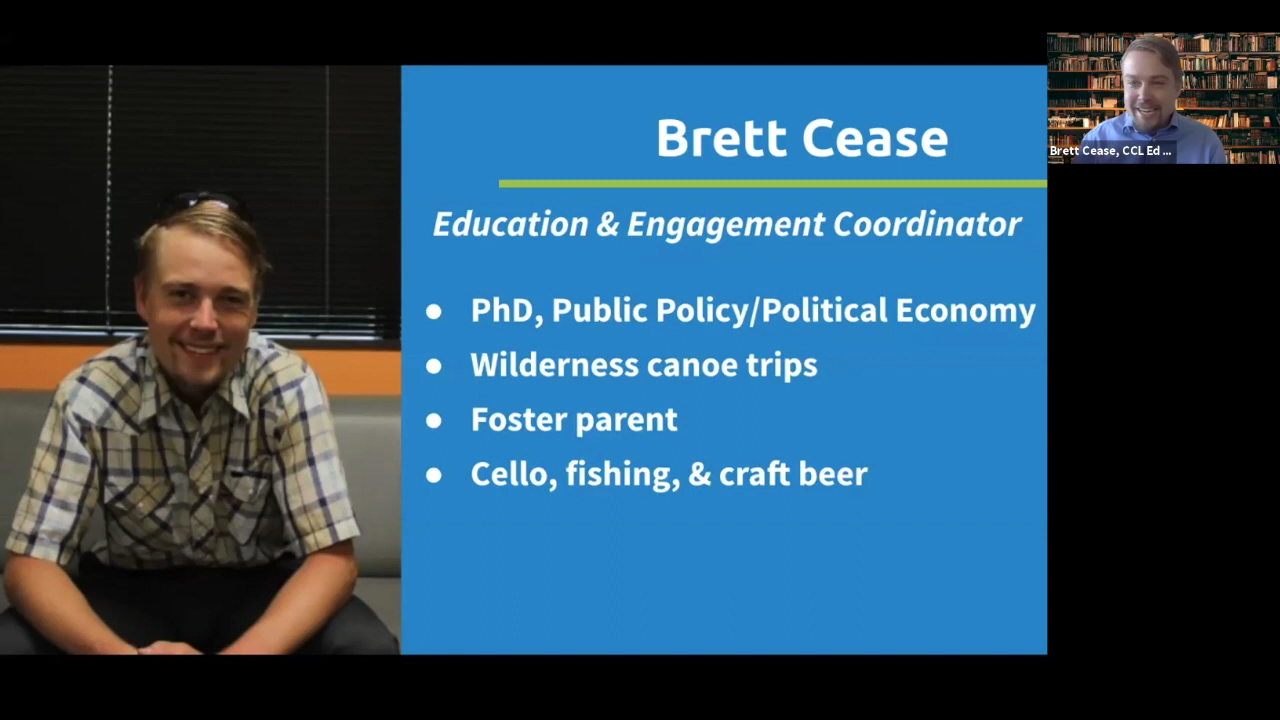 Brett Cease
Education & Engagement Coordinator
● PhD, Public Policy/Political Economy
● Wilderness canoe trips
● Foster parent
● Cello, fishing, & craft beer
Brett Cease, CCL Ed ...